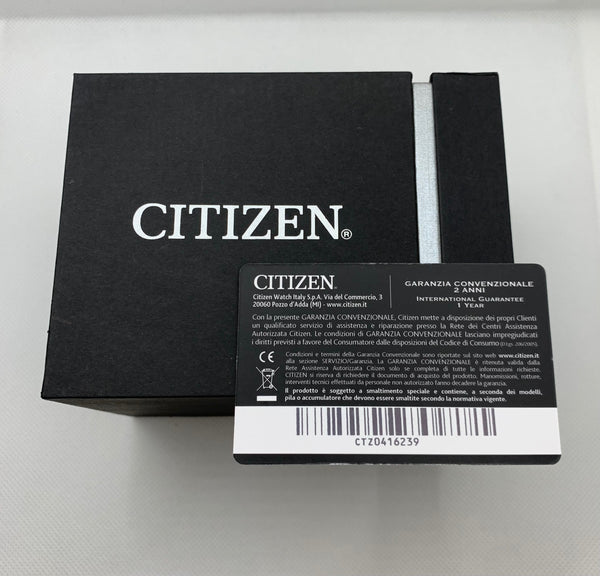 CITIZEN®
CITIZEN
Citizen Watch Italy S.p.A. Via del Commercio, 3
20060 Pozzo d'Adda (MI) - www.citizen.it
GARANZIA CONVENZIONALE
2 ANNI
INTERNATIONAL GUARANTEE
1 YEAR
Con la presente GARANZIA CONVENZIONALE, Citizen mette a disposizione dei propri Clienti
un qualificato servizio di assistenza e riparazione presso la Rete dei Centri Assistenza
Autorizzata Citizen. Le condizioni di GARANZIA CONVENZIONALE lasciano impregiudicati
i diritti previsti a favore del Consumatore dalle disposizioni del Codice di Consumo (D.lgs. 206/2005).
CE
Condizioni e termini della Garanzia Convenzionale sono riportate sul sito web www.citizen.it
alla sezione SERVIZIO/Garanzia. La GARANZIA CONVENZIONALE è ritenuta valida dalla
Rete Assistenza Autorizzata Citizen solo se completa di tutte le informazioni richieste.
CITIZEN si riserva di richiedere il documento di acquisto del prodotto. Manomissioni, rotture,
interventi tecnici effettuati da personale non autorizzato fanno decadere la garanzia.
Il prodotto è soggetto a smaltimento speciale e contiene, a seconda dei modelli,
pila o accumulatore che devono essere smaltite secondo la normativa vigente.
CTZ0416239